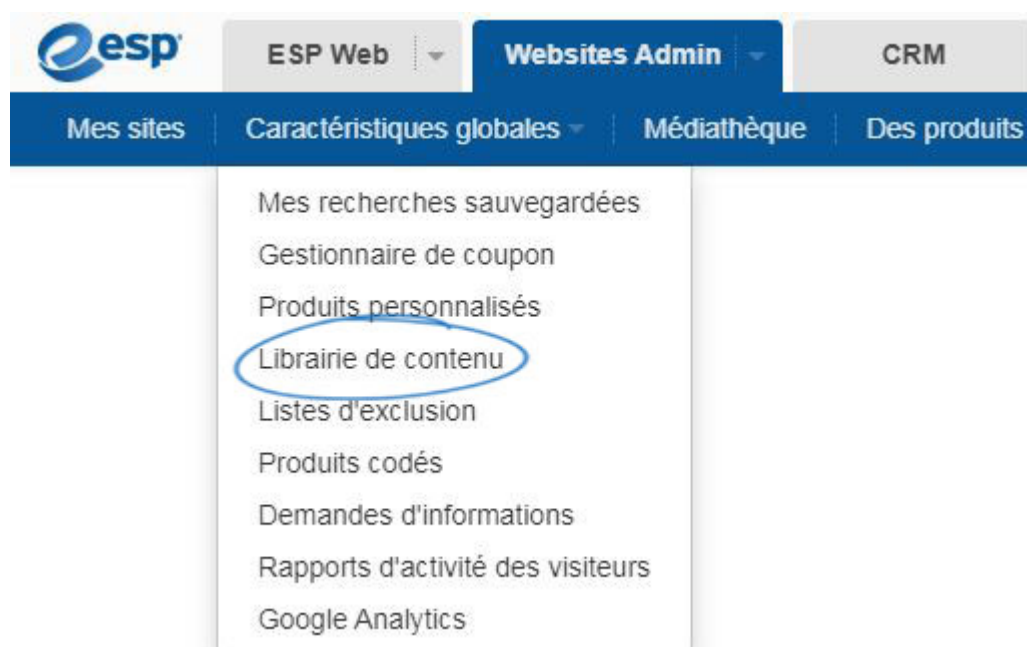 esp
ESP Web
Websites Admin
CRM
Mes sites
Caractéristiques globales
Médiathèque
Des produits
Mes recherches sauvegardées
Gestionnaire de coupon
Produits personnalisés
Librairie de contenu
Listes d'exclusion
Produits codés
Demandes d'informations
Rapports d'activité des visiteurs
Google Analytics